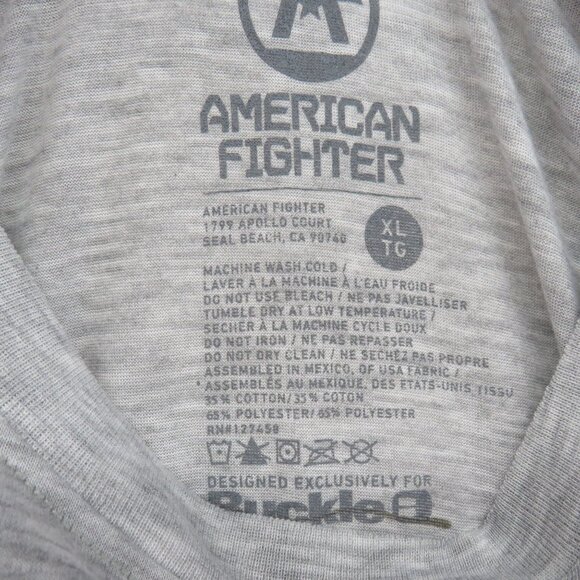 AMERICAN
FIGHTER
AMERICAN FIGHTER
1799 APOLLO COURT
SEAL BEACH, CA 90740
XL
TG
MACHINE WASH COLD /
LAVER À LA MACHINE À L'EAU FROIDE
DO NOT USE BLEACH / NE PAS JAVELLISER
TUMBLE DRY AT LOW TEMPERATURE /
SECHER À LA MACHINE CYCLE DOUX
DO NOT IRON / NE PAS REPASSER
DO NOT DRY CLEAN / NE SECHEZ PAS PROPRE
ASSEMBLED IN MEXICO, OF USA FABRIC /
ASSEMBLÉS AU MEXIQUE, DES ETATS-UNIS TISSU
35% COTTON/35% COTON
65% POLYESTER/65% POLYESTER
RN#127458
DESIGNED EXCLUSIVELY FOR
Buckle